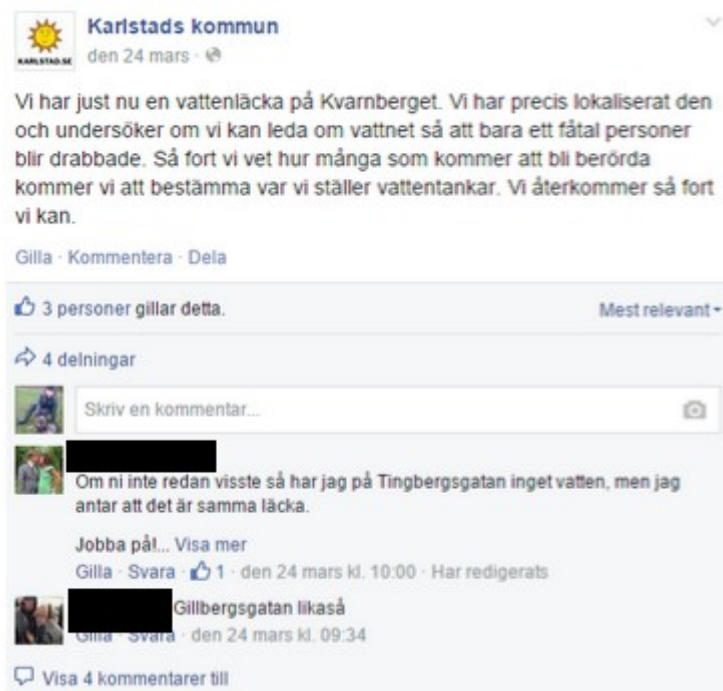 KARLSTAD.SE
Karlstads kommun
den 24 mars ·
Vi har just nu en vattenläcka på Kvarnberget. Vi har precis lokaliserat den
och undersöker om vi kan leda om vattnet så att bara ett fåtal personer
blir drabbade. Så fort vi vet hur många som kommer att bli berörda
kommer vi att bestämma var vi ställer vattentankar. Vi återkommer så fort
vi kan.
Gilla · Kommentera · Dela
3 personer gillar detta.
Mest relevant
4 delningar
Skriv en kommentar...
Om ni inte redan visste så har jag på Tingbergsgatan inget vatten, men jag
antar att det är samma läcka.
Jobba på!... Visa mer
Gilla · Svara · 1 · den 24 mars kl. 10:00 · Har redigerats
Gillbergsgatan likaså
Gilla · Svara · den 24 mars kl. 09:34
Visa 4 kommentarer till